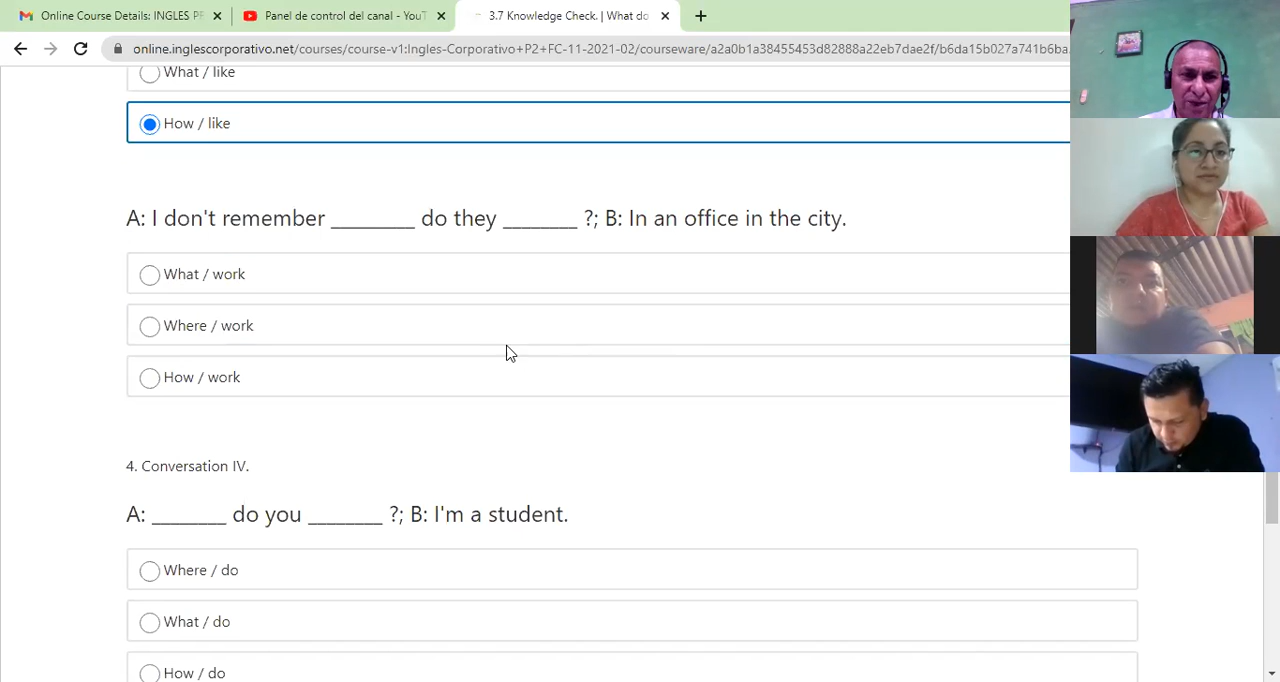 Online Course Details: INGLES PE
Panel de control del canal - YouT
3.7 Knowledge Check. | What do
online.inglescorporativo.net/courses/course-v1:Ingles-Corporativo+P2+FC-11-2021-02/courseware/a2a0b1a38455453d82888a22eb7dae2f/b6da15b027a741b6ba
What / like
How / like
A: I don't remember ________ do they _______ ?; B: In an office in the city.
What / work
Where / work
How / work
4. Conversation IV.
A: _______ do you _______ ?; B: I'm a student.
Where / do
What / do
How / do